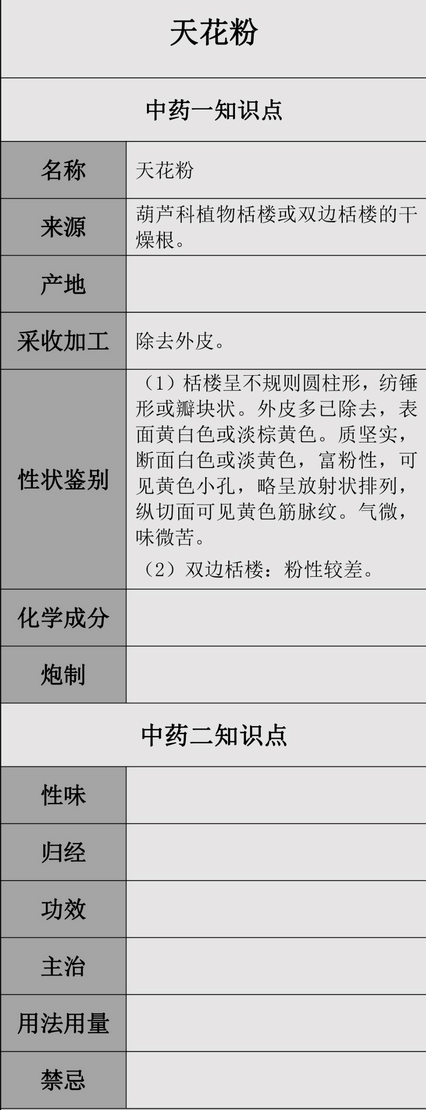 天花粉
中药一知识点
名称
天花粉
来源
葫芦科植物栝楼或双边栝楼的干
燥根。
产地
采收加工
除去外皮。
性状鉴别
（1）栝楼呈不规则圆柱形，纺锤
形或瓣块状。外皮多已除去，表
面黄白色或淡棕黄色。质坚实，
断面白色或淡黄色，富粉性，可
见黄色小孔，略呈放射状排列，
纵切面可见黄色筋脉纹。气微，
味微苦。
（2）双边栝楼：粉性较差。
化学成分
炮制
中药二知识点
性味
归经
功效
主治
用法用量
禁忌